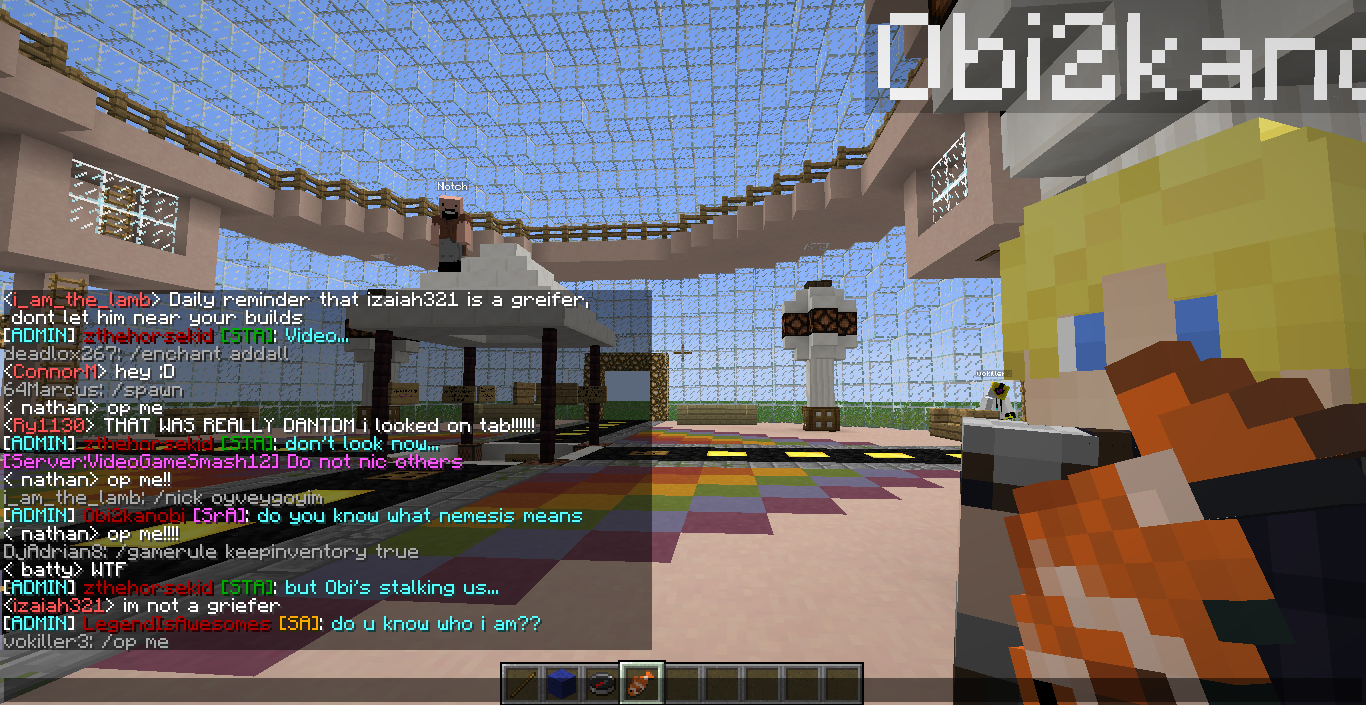 Obi2kano
Notch
vokiller
<i_am_the_lamb> Daily reminder that izaiah321 is a greifer,
dont let him near your builds
[ADMIN] zthehorsekid [STA]: Video...
deadlox267: /enchant addall
<ConnorM> hey :D
64Marcus: /spawn
< nathan> op me
<Ry1130> THAT WAS REALLY DANTDM i looked on tab!!!!!!
[ADMIN] zthehorsekid [STA]: don't look now...
[Server:VideoGameSmash12] Do not nic others
< nathan> op me!!
i_am_the_lamb: /nick oyveygoyim
[ADMIN] Obi2kanobi [SrA]: do you know what nemesis means
< nathan> op me!!!!
DjAdrian8: /gamerule keepinventory true
< batty> WTF
[ADMIN] zthehorsekid [STA]: but Obi's stalking us...
<izaiah321> im not a griefer
[ADMIN] LegendIsAwesomes [SA]: do u know who i am??
vokiller3: /op me